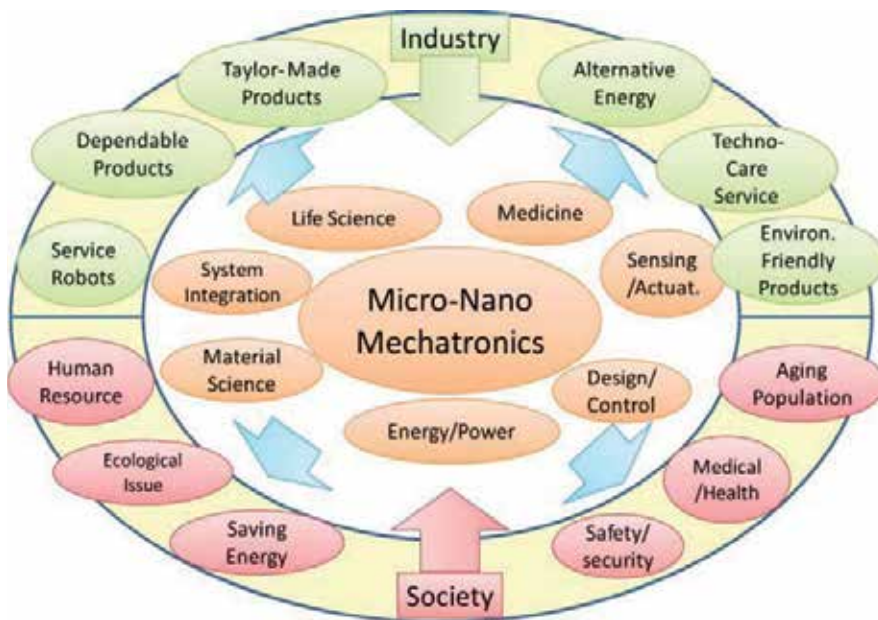 Industry
Taylor-Made
Products
Alternative
Energy
Dependable
Products
Techno-
Care
Service
Life Science
Medicine
Service
Robots
System
Integration
Sensing
/Actuat.
Environ.
Friendly
Products
Micro-Nano
Mechatronics
Human
Resource
Material
Science
Design/
Control
Aging
Population
Energy/Power
Ecological
Issue
Medical
/Health
Saving
Energy
Safety/
security
Society